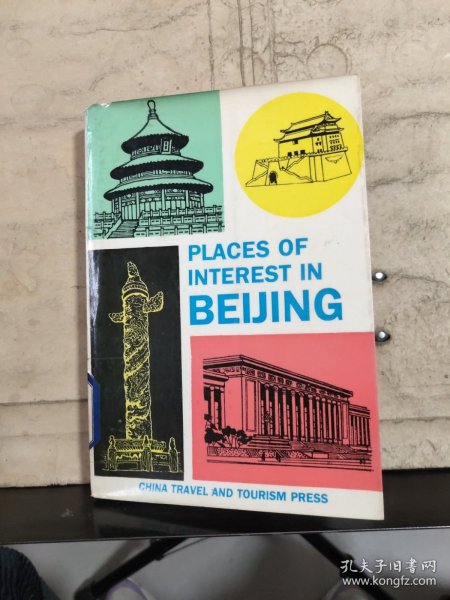 PLACES OF
INTEREST IN
BEIJING
CHINA TRAVEL AND TOURISM PRESS
孔夫子旧书网
www.kongfz.com